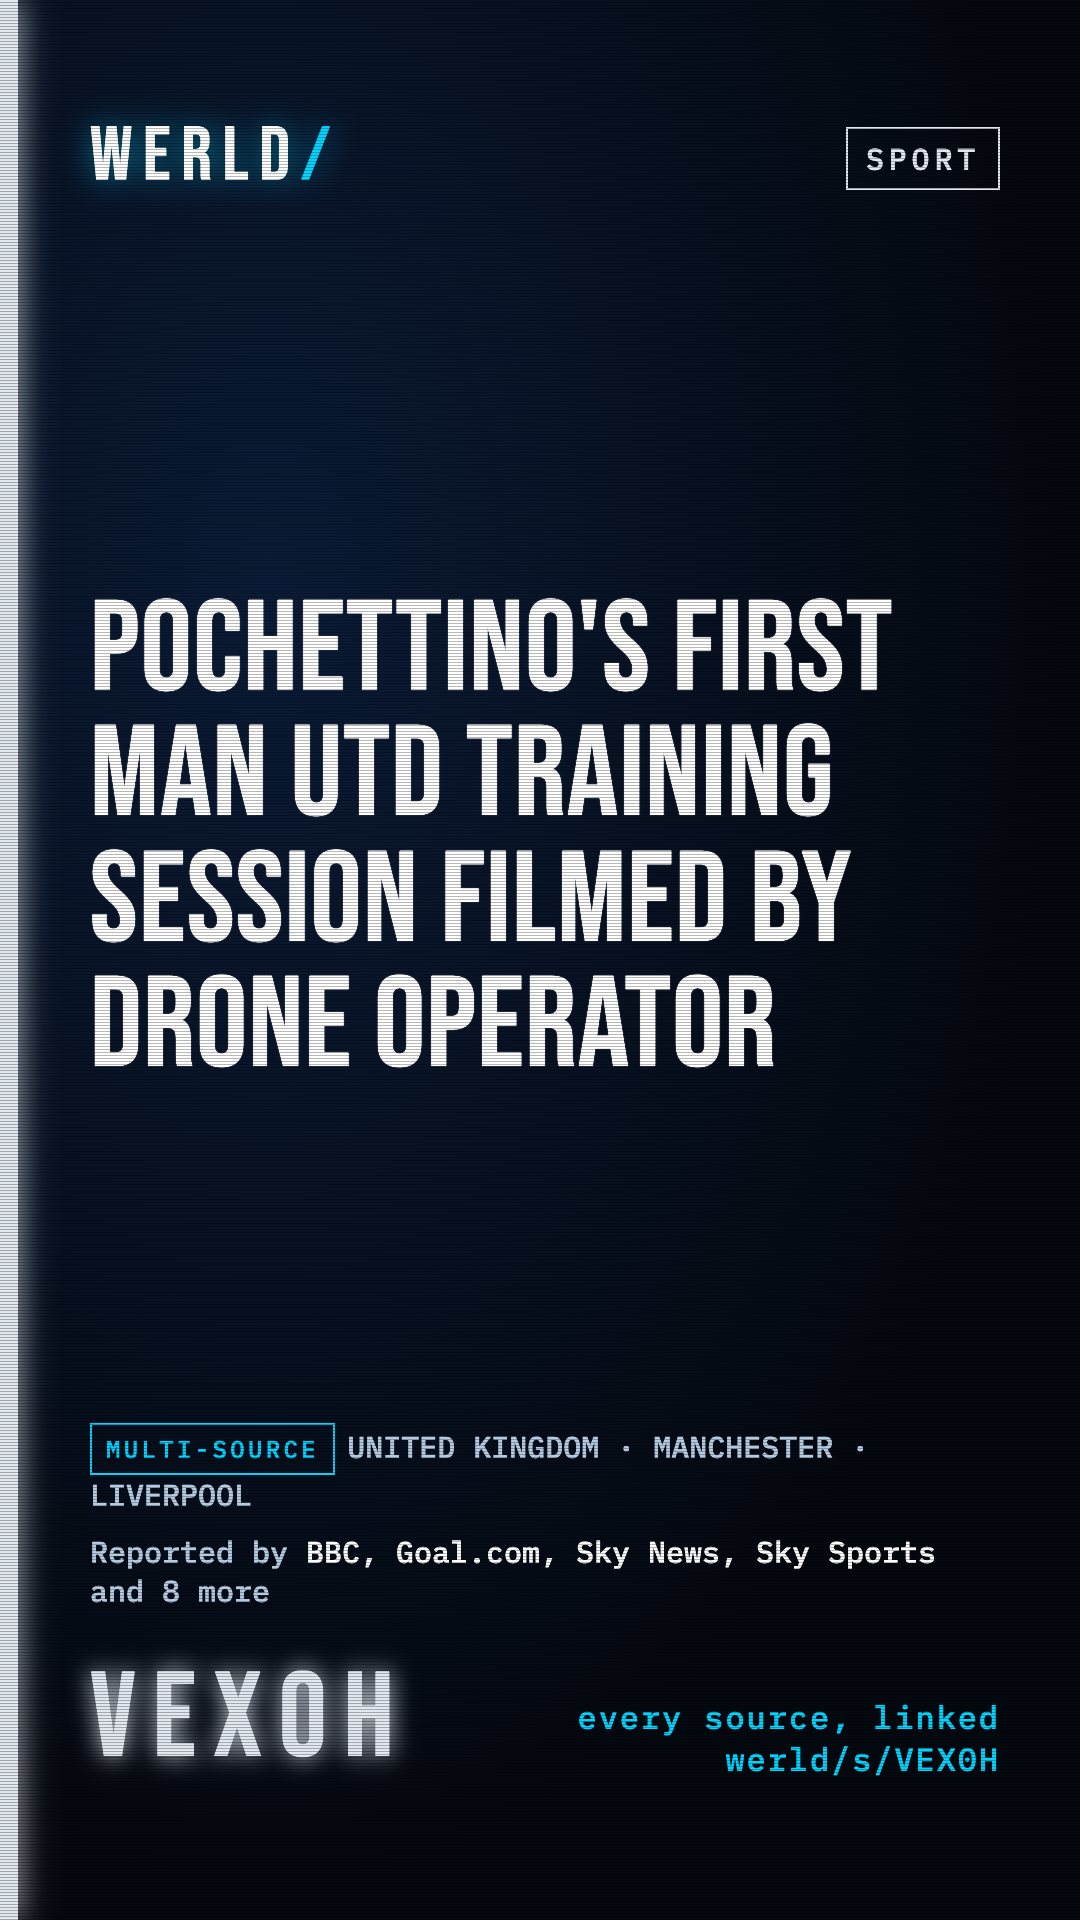 WERLD/
SPORT
POCHETTINO'S FIRST
MAN UTD TRAINING
SESSION FILMED BY
DRONE OPERATOR
MULTI-SOURCE UNITED KINGDOM · MANCHESTER ·
LIVERPOOL
Reported by BBC, Goal.com, Sky News, Sky Sports
and 8 more
VEX0H
every source, linked
werld/s/VEX0H